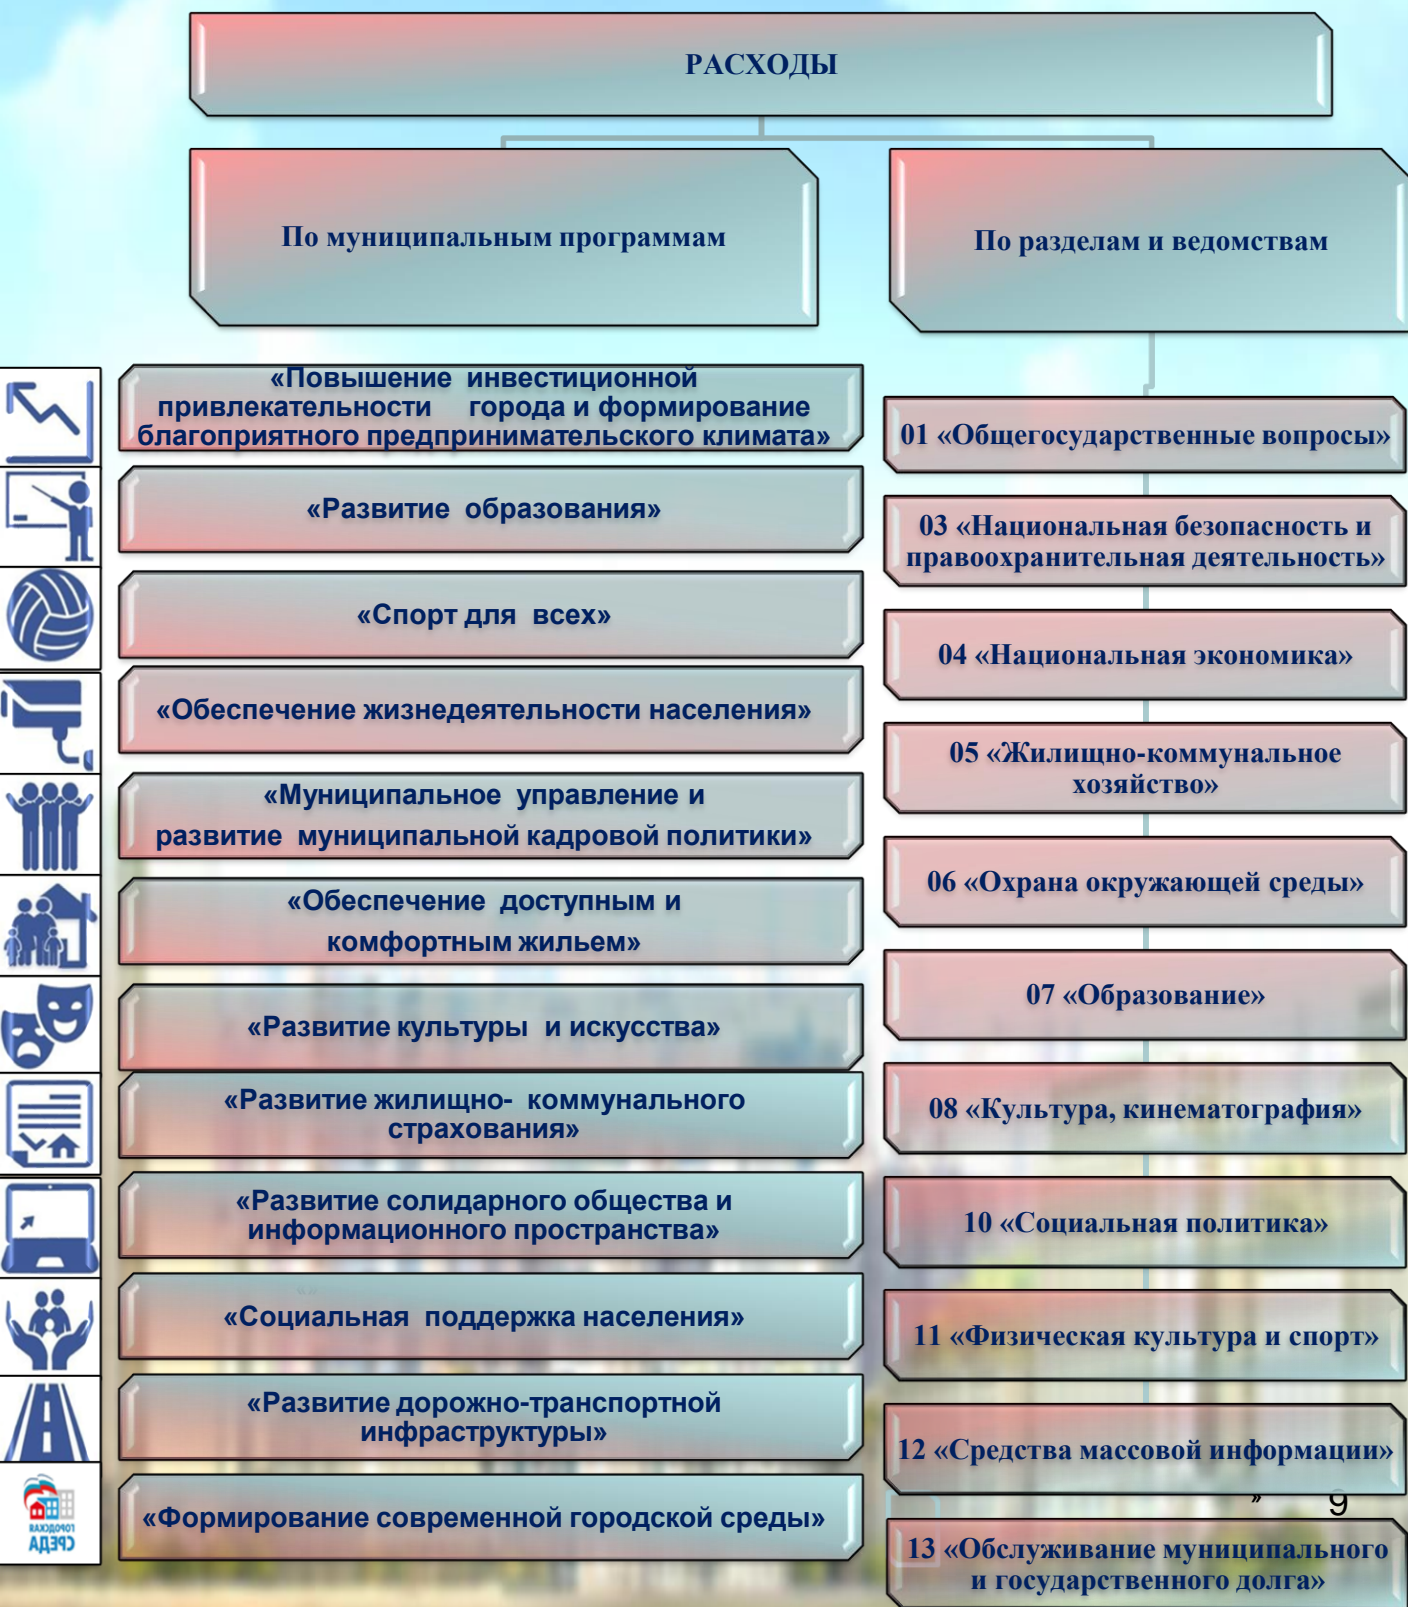 РАСХОДЫ
По муниципальным программам
«Повышение инвестиционной
привлекательности города и формирование
благоприятного предпринимательского климата»
«Развитие образования»
«Спорт для всех»
«Обеспечение жизнедеятельности населения»
«Муниципальное управление и
развитие муниципальной кадровой политики»
«Обеспечение доступным и
комфортным жильем»
«Развитие культуры и искусства»
«Развитие жилищно- коммунального
страхования»
«Развитие солидарного общества и
информационного пространства»
«»
«Социальная поддержка населения»
«Развитие дорожно-транспортной
инфраструктуры»
ГОРОДСКАЯ
СРЕДА
«Формирование современной городской среды»
По разделам и ведомствам
01 «Общегосударственные вопросы»
03 «Национальная безопасность и
правоохранительная деятельность»
04 «Национальная экономика»
05 «Жилищно-коммунальное
хозяйство»
06 «Охрана окружающей среды»
07 «Образование»
08 «Культура, кинематография»
10 «Социальная политика»
11 «Физическая культура и спорт»
12 «Средства массовой информации»
» 9
13 «Обслуживание муниципального
и государственного долга»